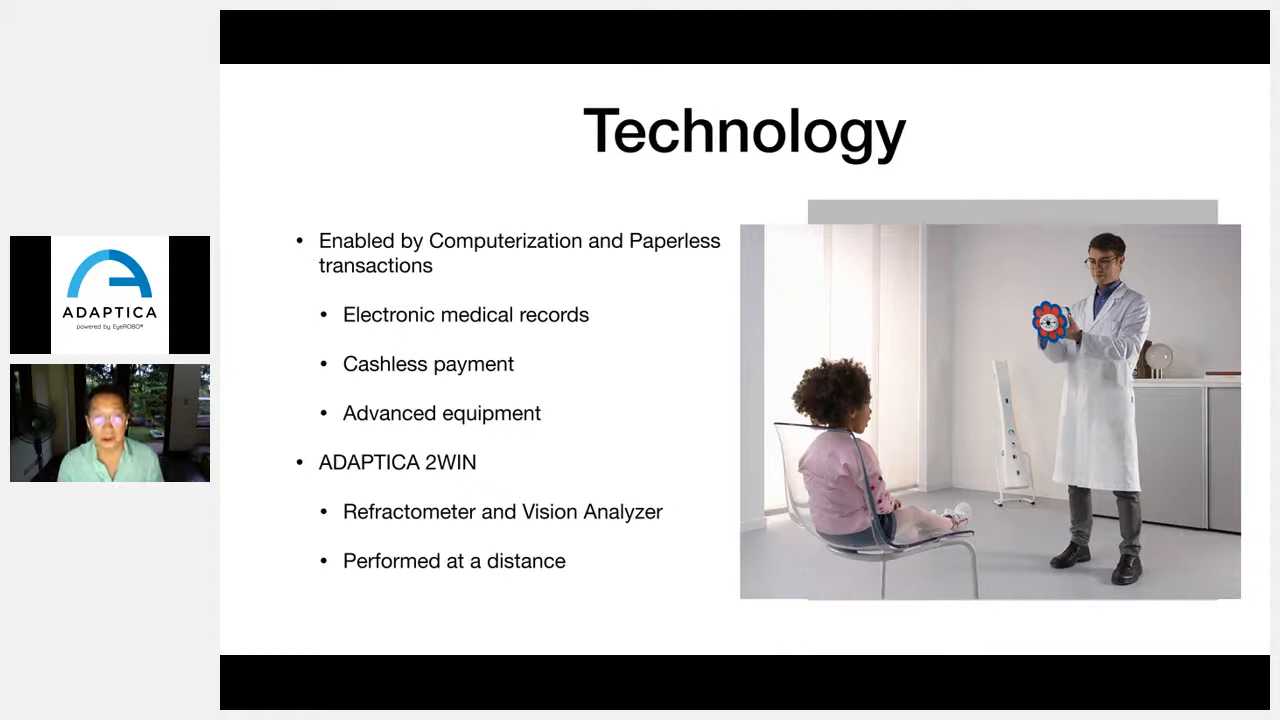 Technology
• Enabled by Computerization and Paperless
transactions
• Electronic medical records
• Cashless payment
• Advanced equipment
• ADAPTICA 2WIN
• Refractometer and Vision Analyzer
• Performed at a distance
ADAPTICA
powered by EyeROBO®